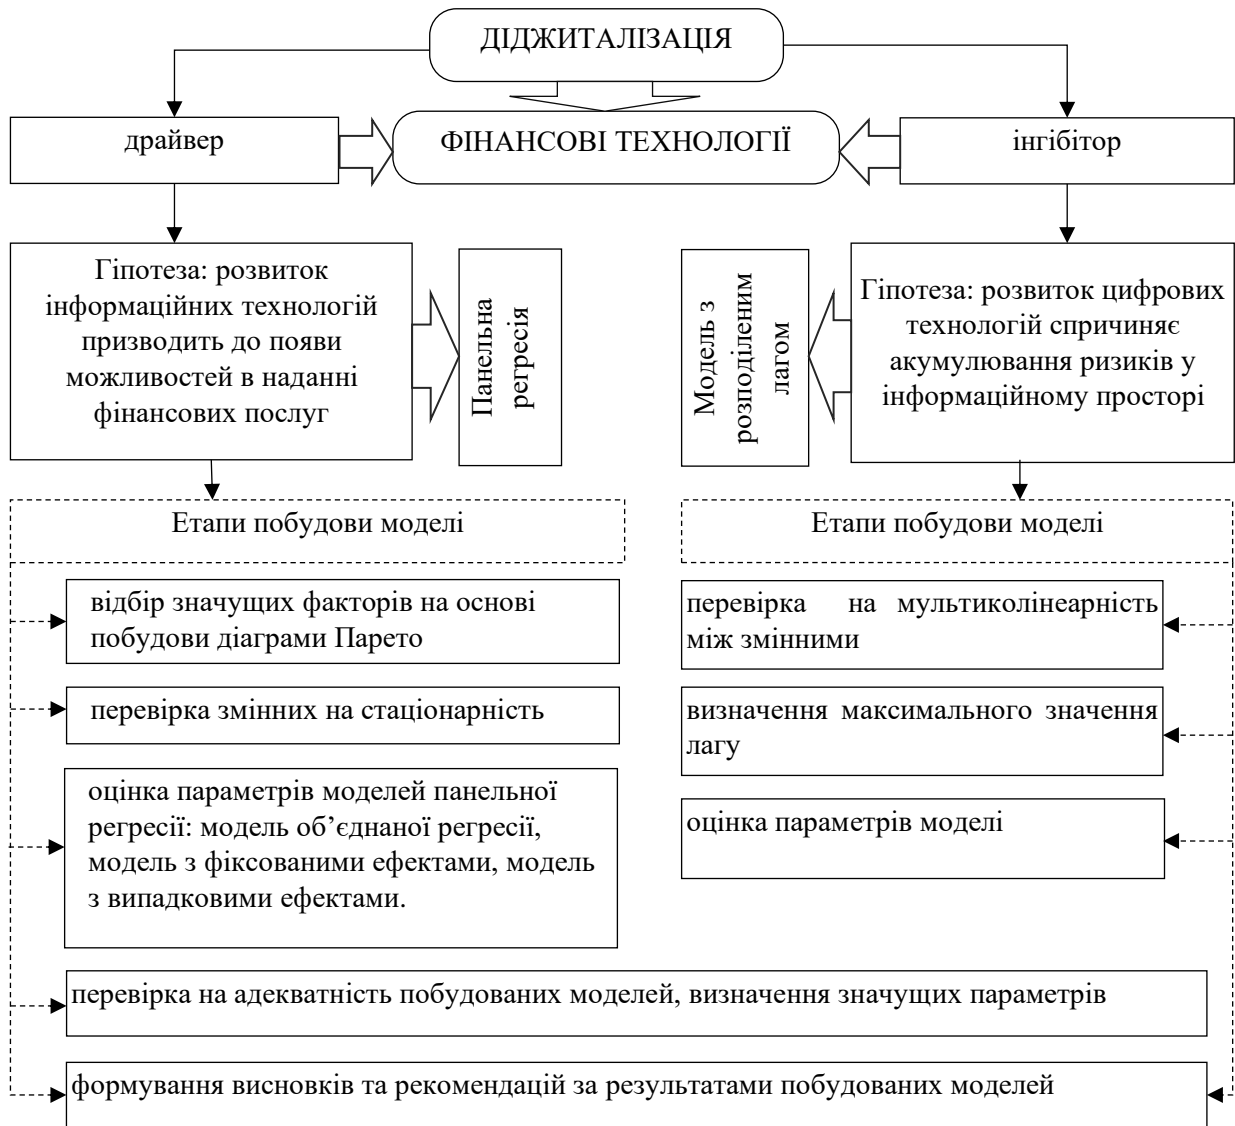 ДІДЖИТАЛІЗАЦІЯ
драйвер
ФІНАНСОВІ ТЕХНОЛОГІЇ
інгібітор
Гіпотеза: розвиток
інформаційних технологій
призводить до появи
можливостей в наданні
фінансових послуг
Панельна
регресія
Модель з
розподіленим
лагом
Гіпотеза: розвиток цифрових
технологій спричиняє
акумулювання ризиків у
інформаційному просторі
Етапи побудови моделі
Етапи побудови моделі
відбір значущих факторів на основі
побудови діаграми Парето
перевірка змінних на стаціонарність
оцінка параметрів моделей панельної
регресії: модель об’єднаної регресії,
модель з фіксованими ефектами, модель
з випадковими ефектами.
перевірка на мультиколінеарність
між змінними
визначення максимального значення
лагу
оцінка параметрів моделі
перевірка на адекватність побудованих моделей, визначення значущих параметрів
формування висновків та рекомендацій за результатами побудованих моделей